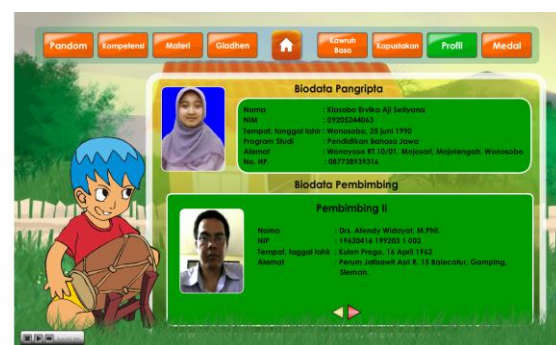 Pandom
Kompetensi
Materi
Gladhen
Kawruh
Basa
Kapustakan
Profil
Medal
Biodata Pangripta
Nama : Klasobo Ervika Aji Setiyana
NIM : 09205244063
Tempat, tanggal lahir : Wonosobo, 25 juni 1990
Program Studi : Pendidikan Bahasa Jawa
Alamat : Wonoyoso RT.10/01, Mojosari, Mojotengah, Wonosobo
No. HP. : 087738939316
Biodata Pembimbing
Pembimbing II
Nama : Drs. Afendy Widayat, M.Phil.
NIP : 19620416 199203 1 002
Tempat, taggal lahir : Kulon Progo, 16 April 1962
Alamat : Perum Jatisawit Asri B. 15 Balecatur, Gamping,
Sleman.